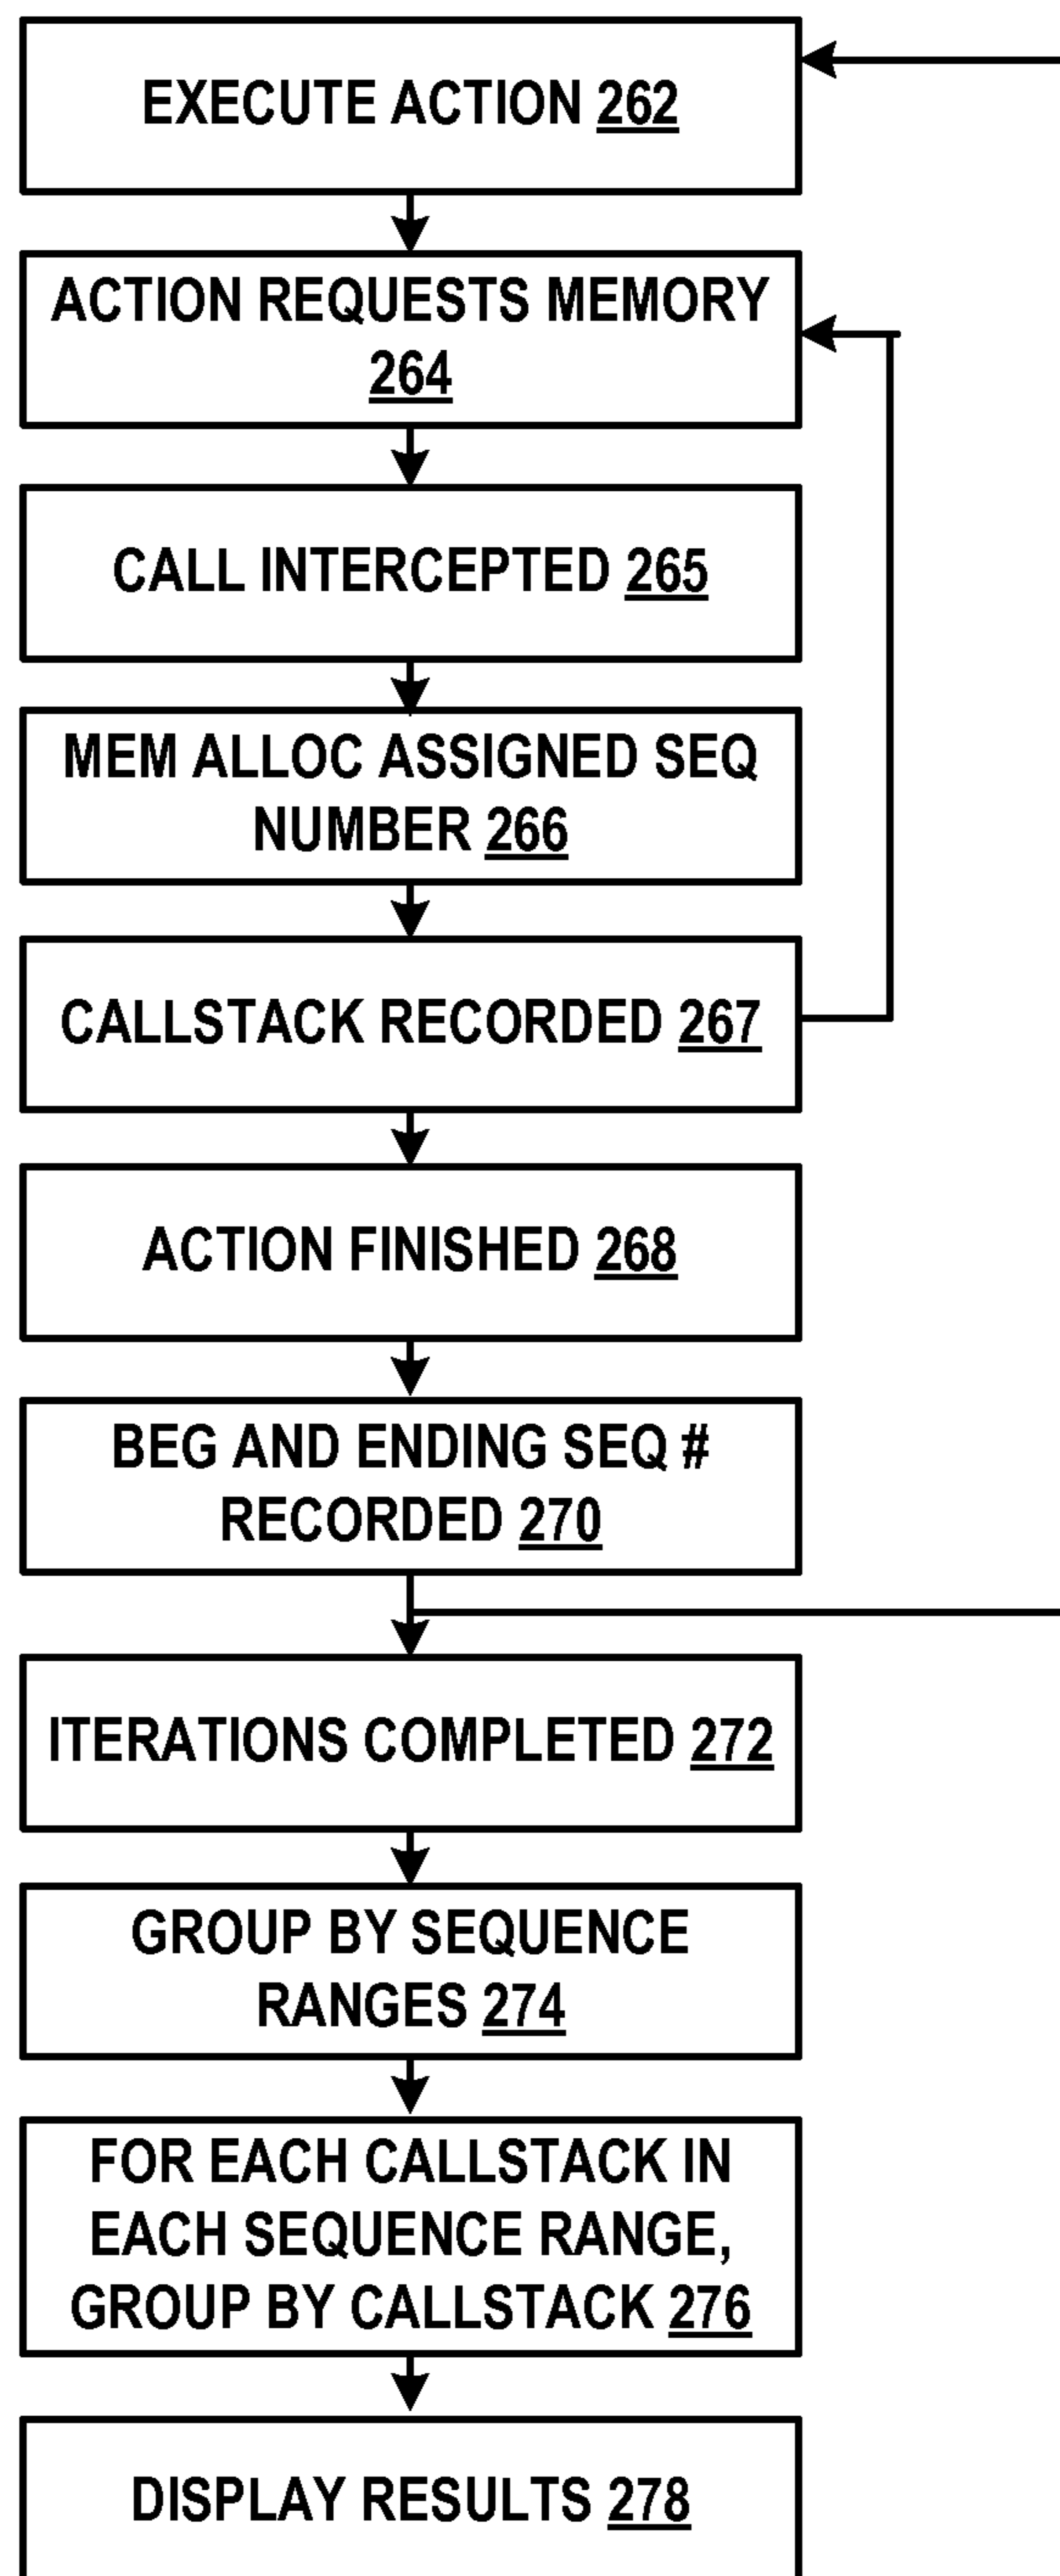 EXECUTE ACTION 262
ACTION REQUESTS MEMORY
264
CALL INTERCEPTED 265
MEM ALLOC ASSIGNED SEQ
NUMBER 266
CALLSTACK RECORDED 267
ACTION FINISHED 268
BEG AND ENDING SEQ #
RECORDED 270
ITERATIONS COMPLETED 272
GROUP BY SEQUENCE
RANGES 274
FOR EACH CALLSTACK IN
EACH SEQUENCE RANGE,
GROUP BY CALLSTACK 276
DISPLAY RESULTS 278